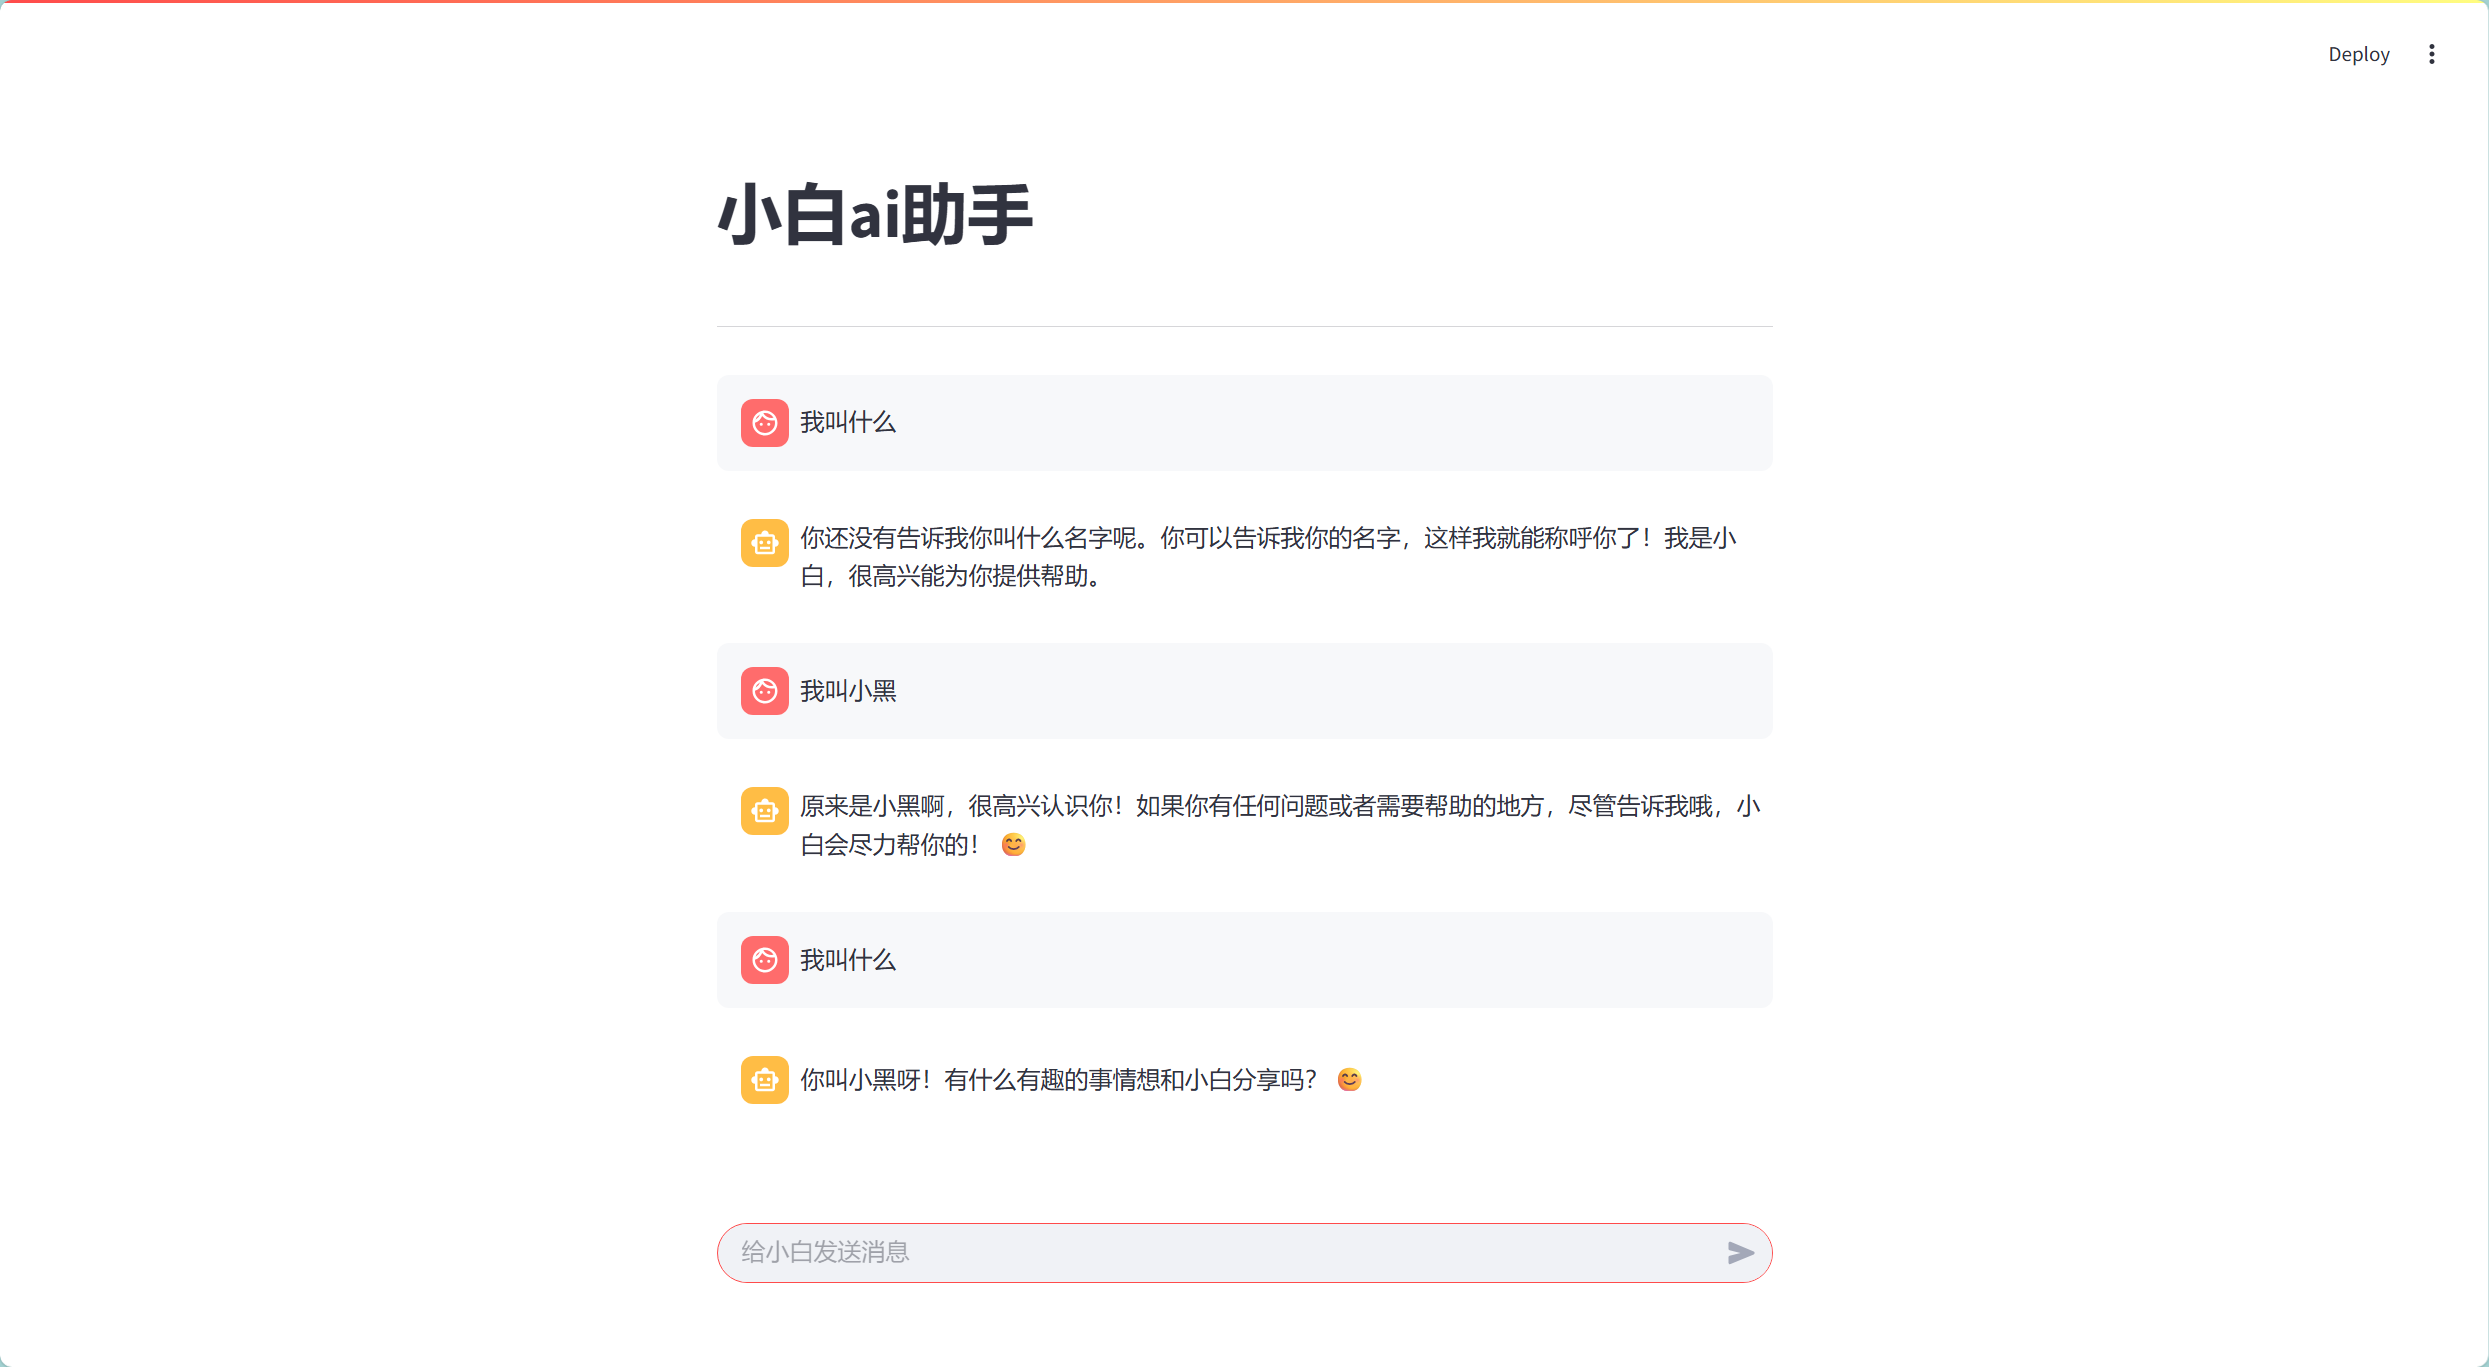 Deploy
小白ai助手
我叫什么
你还没有告诉我你叫什么名字呢。你可以告诉我你的名字，这样我就能称呼你了！我是小
白，很高兴能为你提供帮助。
我叫小黑
原来是小黑啊，很高兴认识你！如果你有任何问题或者需要帮助的地方，尽管告诉我哦，小
白会尽力帮你的！ 😊
我叫什么
你叫小黑呀！有什么有趣的事情想和小白分享吗？ 😊
给小白发送消息